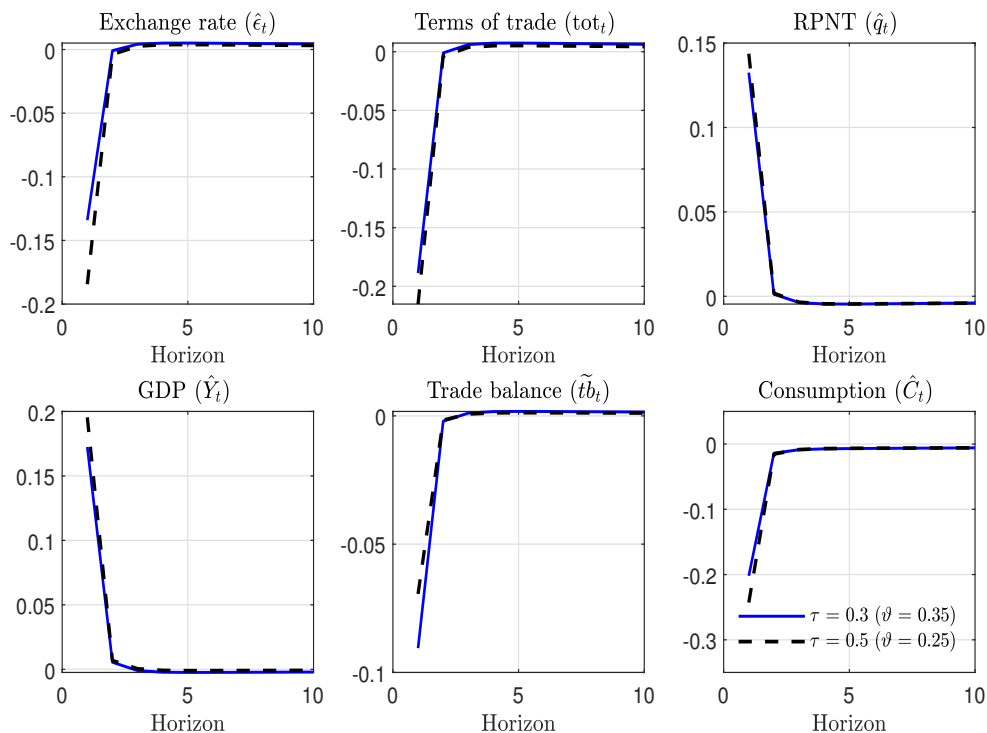 Exchange rate (ϵ̂ₜ)
0
-0.05
-0.1
-0.15
-0.2
0 5 10
Horizon
Terms of trade (totₜ)
0
-0.05
-0.1
-0.15
-0.2
0 5 10
Horizon
RPNT (q̂ₜ)
0.15
0.1
0.05
0
0 5 10
Horizon
GDP (Ŷₜ)
0.2
0.15
0.1
0.05
0
0 5 10
Horizon
Trade balance (t̃bₜ)
0
-0.05
-0.1
0 5 10
Horizon
Consumption (Ĉₜ)
0
-0.1
-0.2
-0.3
τ = 0.3 (ϑ = 0.35)
τ = 0.5 (ϑ = 0.25)
0 5 10
Horizon